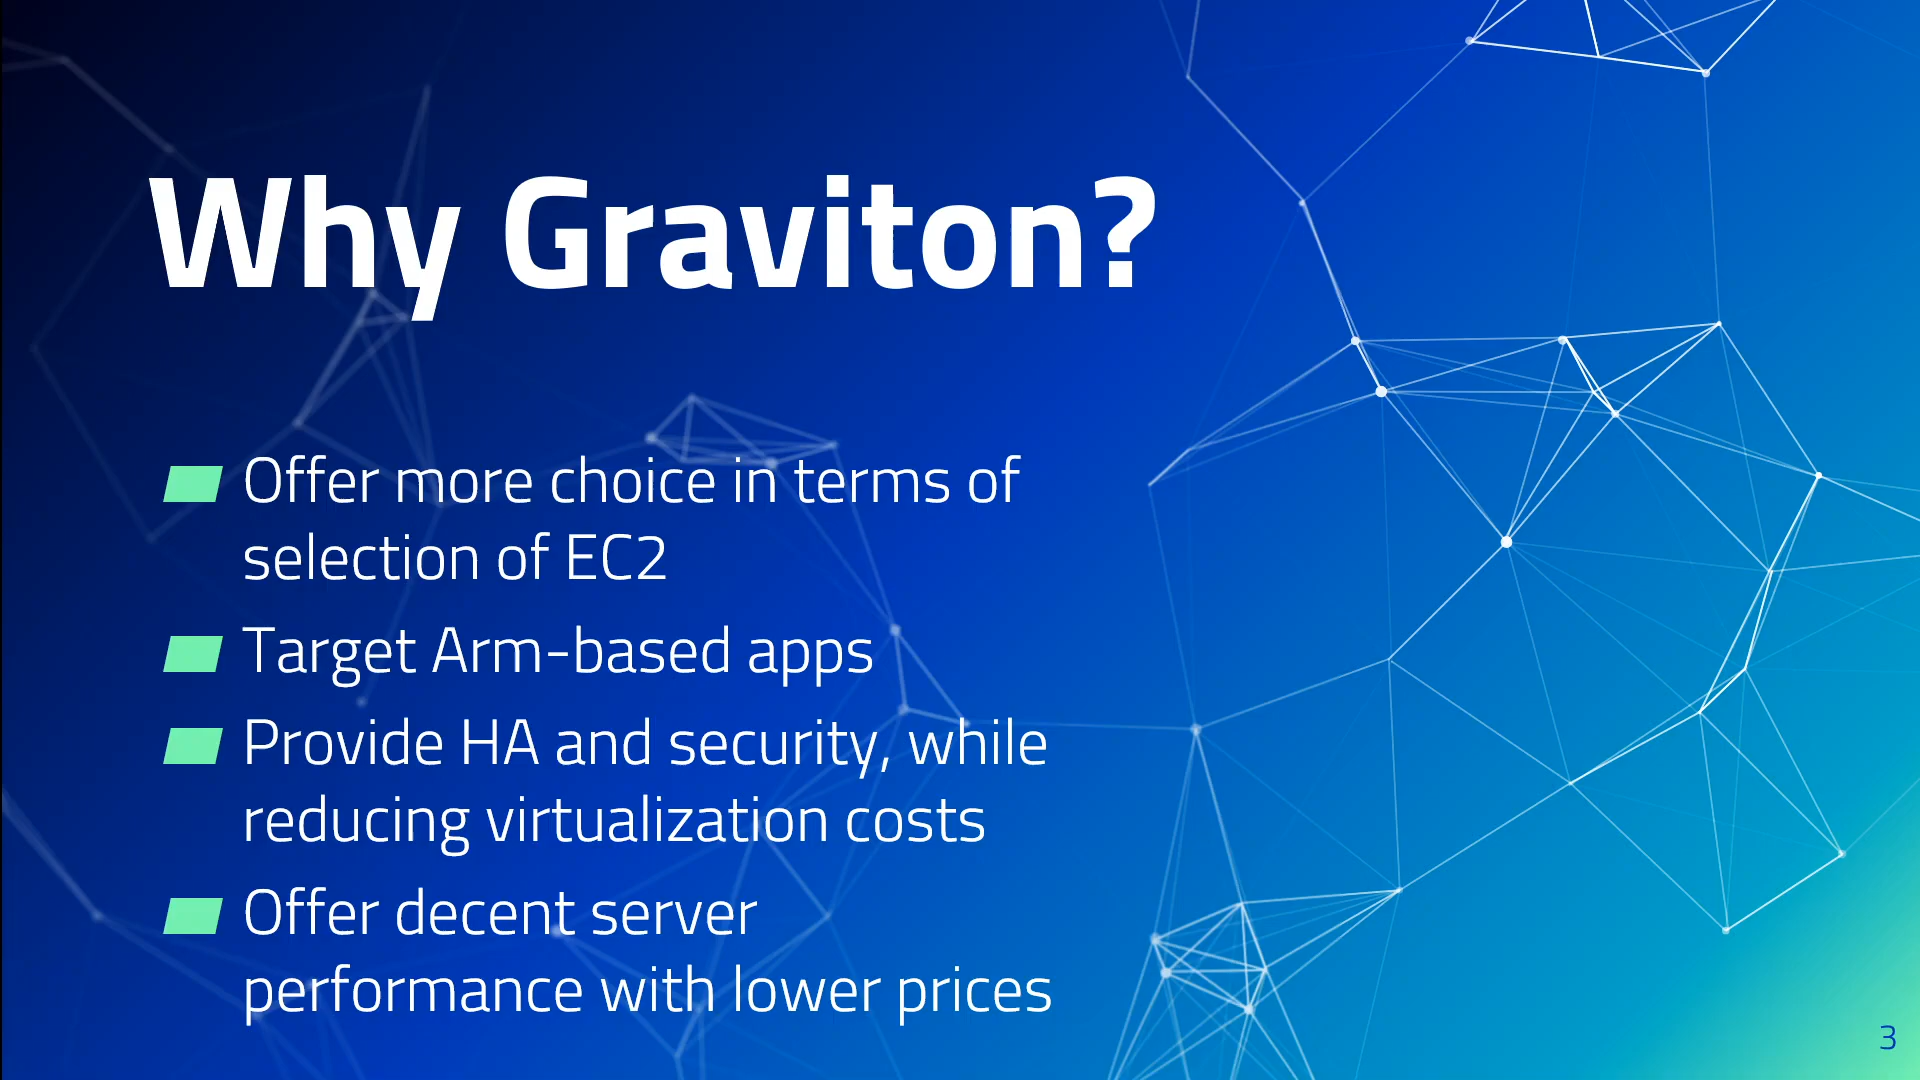 Why Graviton?
Offer more choice in terms of
selection of EC2
Target Arm-based apps
Provide HA and security, while
reducing virtualization costs
Offer decent server
performance with lower prices
3